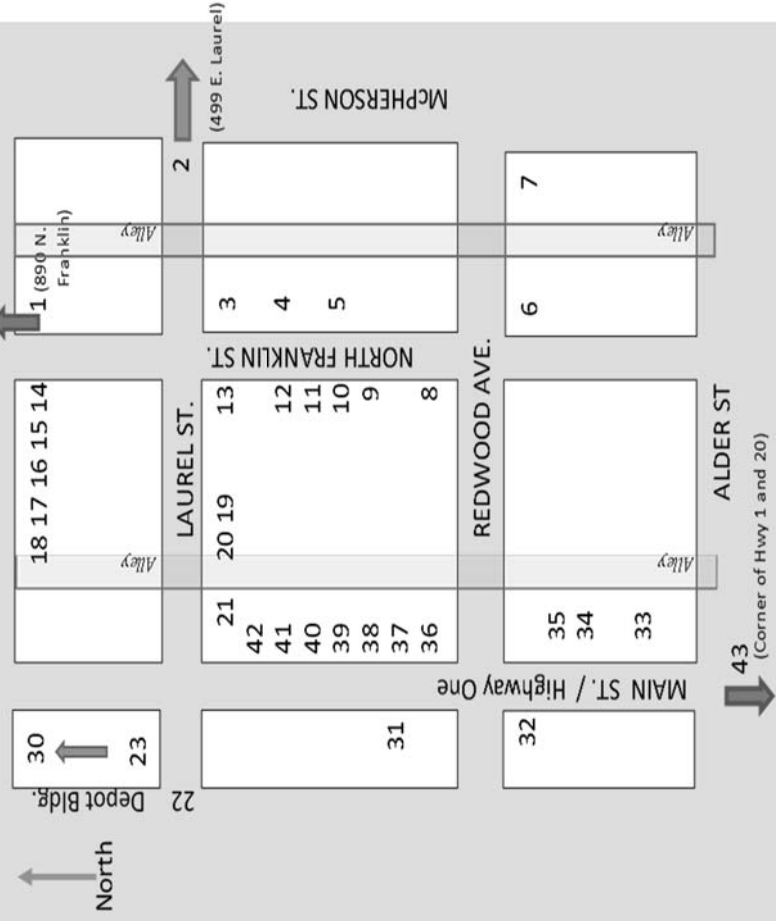 (499 E. Laurel)
McPHERSON ST.
2
7
Alley
Alley
1 (890 N.
Franklin)
3
4
5
6
NORTH FRANKLIN ST.
18 17 16 15 14
13
12
11
10
9
8
LAUREL ST.
REDWOOD AVE.
ALDER ST
20 19
Alley
Alley
21
42
41
40
39
38
37
36
35
34
33
43
(Corner of Hwy 1 and 20)
MAIN ST. / Highway One
30
23
31
32
Depot Bldg.
22
North